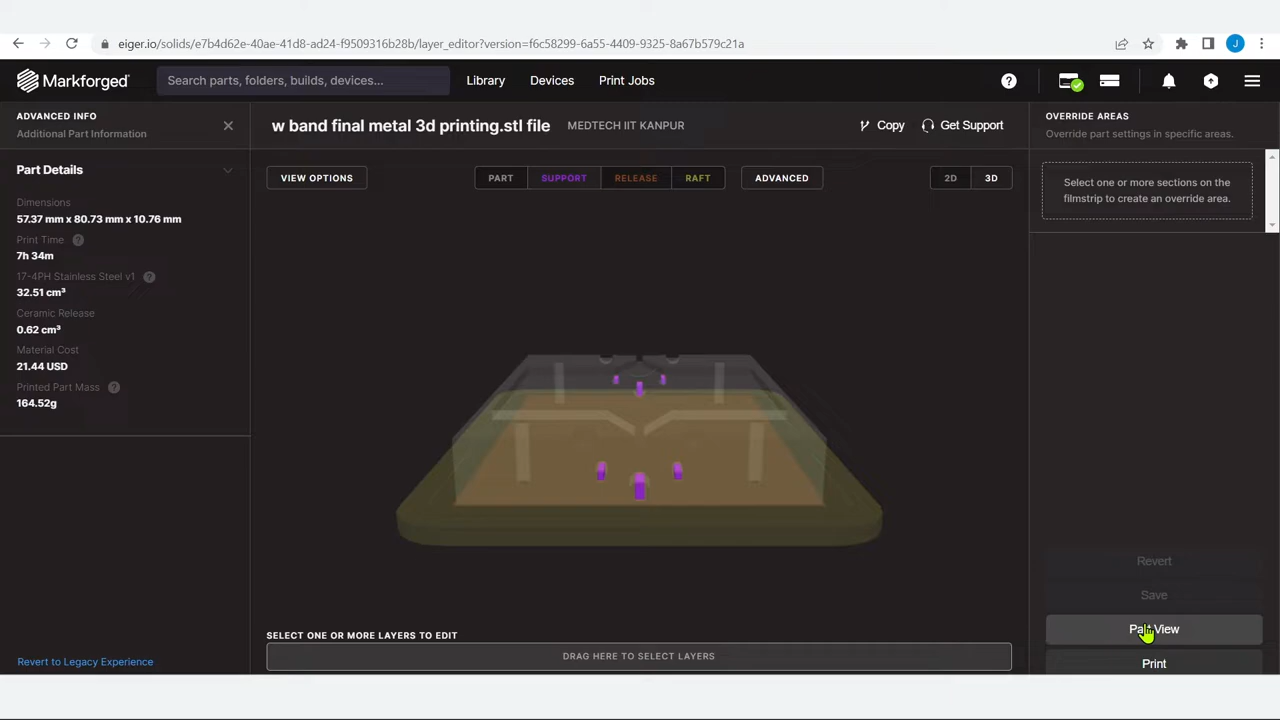 eiger.io/solids/e7b4d62e-40ae-41d8-ad24-f9509316b28b/layer_editor?version=f6c58299-6a55-4409-9325-8a67b579c21a
J
Markforged
Search parts, folders, builds, devices...
Library
Devices
Print Jobs
ADVANCED INFO
Additional Part Information
w band final metal 3d printing.stl file
MEDTECH IIT KANPUR
Copy
Get Support
OVERRIDE AREAS
Override part settings in specific areas.
Part Details
VIEW OPTIONS
PART
SUPPORT
RELEASE
RAFT
ADVANCED
2D
3D
Select one or more sections on the
filmstrip to create an override area.
Dimensions
57.37 mm x 80.73 mm x 10.76 mm
Print Time
7h 34m
17-4PH Stainless Steel v1
32.51 cm³
Ceramic Release
0.62 cm³
Material Cost
21.44 USD
Printed Part Mass
164.52g
Revert
Save
Part View
Print
SELECT ONE OR MORE LAYERS TO EDIT
DRAG HERE TO SELECT LAYERS
Revert to Legacy Experience